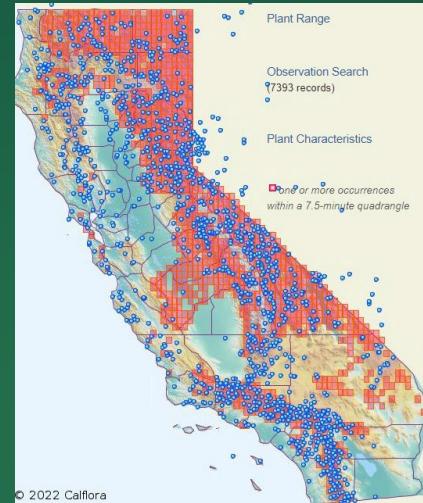 Plant Range
Observation Search
(7393 records)
Plant Characteristics
one or more occurrences
within a 7.5-minute quadrangle
© 2022 Calflora